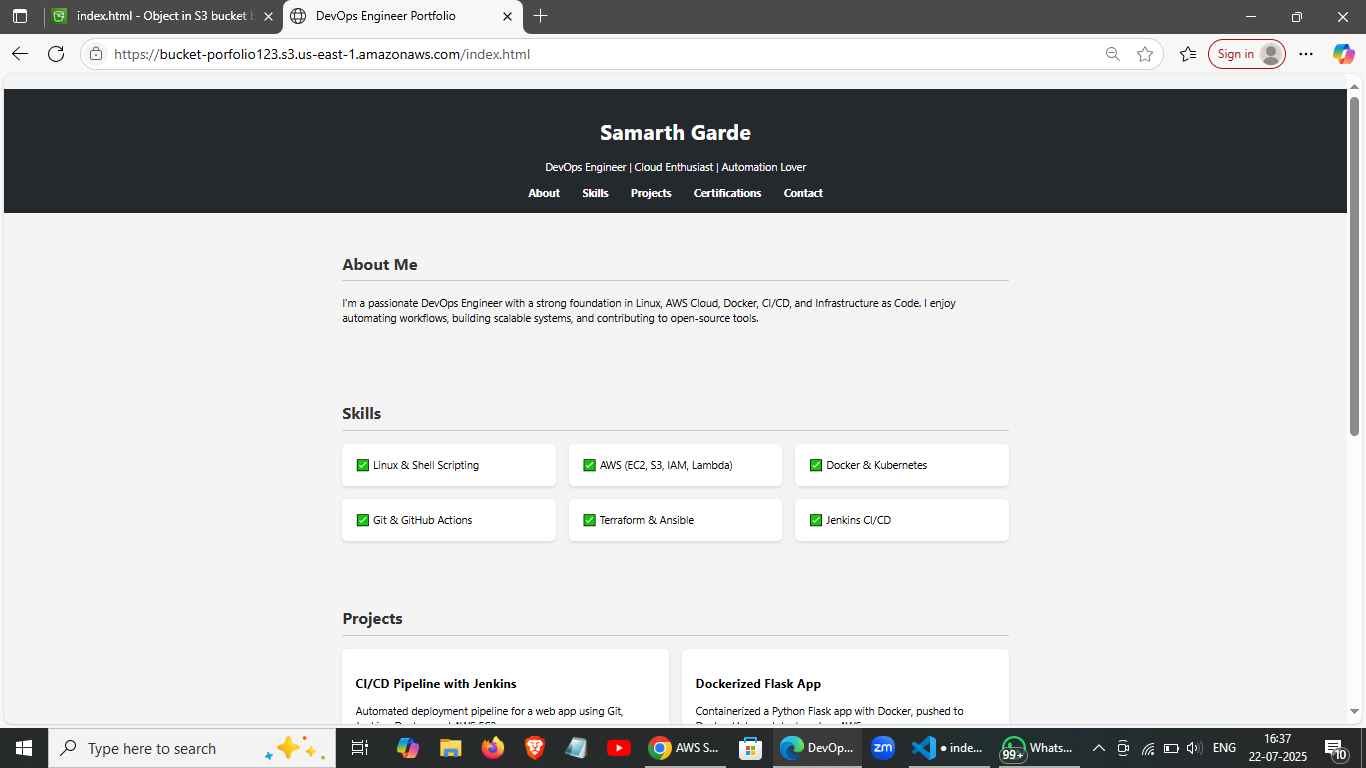 index.html - Object in S3 bucket
DevOps Engineer Portfolio
https://bucket-porfolio123.s3.us-east-1.amazonaws.com/index.html
Sign in
Samarth Garde
DevOps Engineer | Cloud Enthusiast | Automation Lover
About Skills Projects Certifications Contact
About Me
I'm a passionate DevOps Engineer with a strong foundation in Linux, AWS Cloud, Docker, CI/CD, and Infrastructure as Code. I enjoy
automating workflows, building scalable systems, and contributing to open-source tools.
Skills
✅ Linux & Shell Scripting
✅ AWS (EC2, S3, IAM, Lambda)
✅ Docker & Kubernetes
✅ Git & GitHub Actions
✅ Terraform & Ansible
✅ Jenkins CI/CD
Projects
CI/CD Pipeline with Jenkins
Automated deployment pipeline for a web app using Git,
Dockerized Flask App
Containerized a Python Flask app with Docker, pushed to
Type here to search
AWS S...
DevOp...
zm
• inde...
99+
Whats...
ENG
16:37
22-07-2025
10